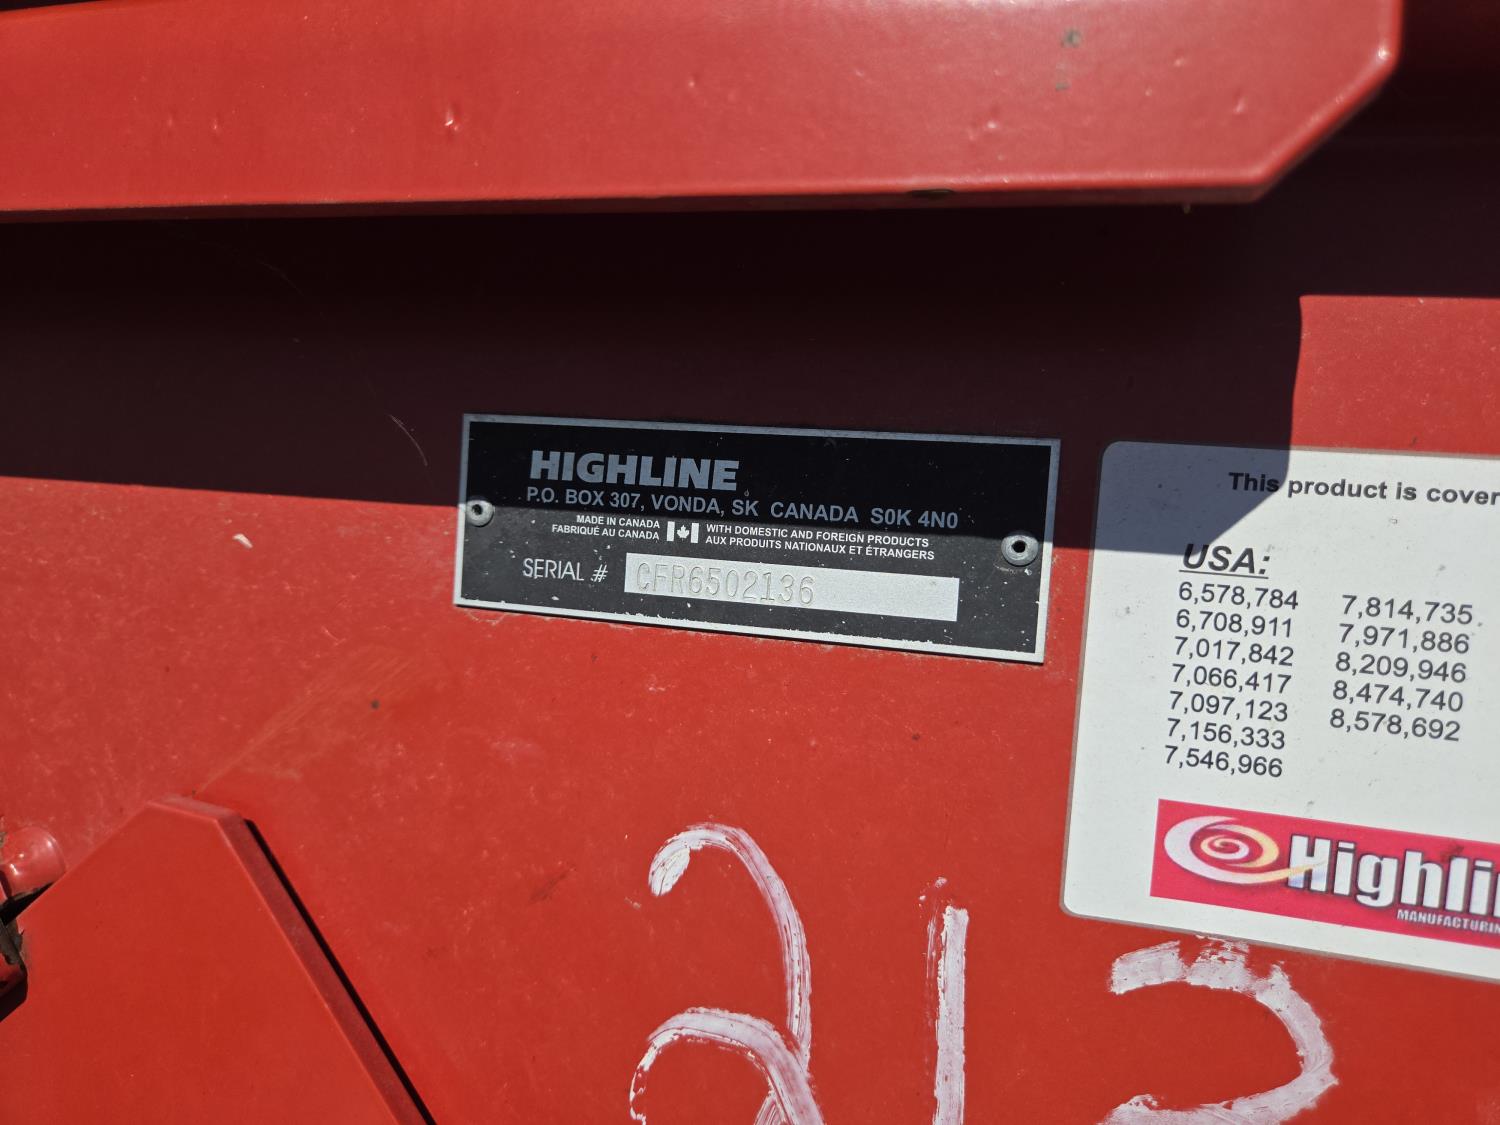 HIGHLINE
P.O. BOX 307, VONDA, SK CANADA S0K 4N0
MADE IN CANADA
FABRIQUÉ AU CANADA
WITH DOMESTIC AND FOREIGN PRODUCTS
AUX PRODUITS NATIONAUX ET ÉTRANGERS
SERIAL # CFR6502136
This product is cover
USA:
6,578,784 7,814,735.
6,708,911 7,971,886
7,017,842 8,209,946
7,066,417 8,474,740
7,097,123 8,578,692
7,156,333
7,546,966
Highli
MANUFACTURIN
212